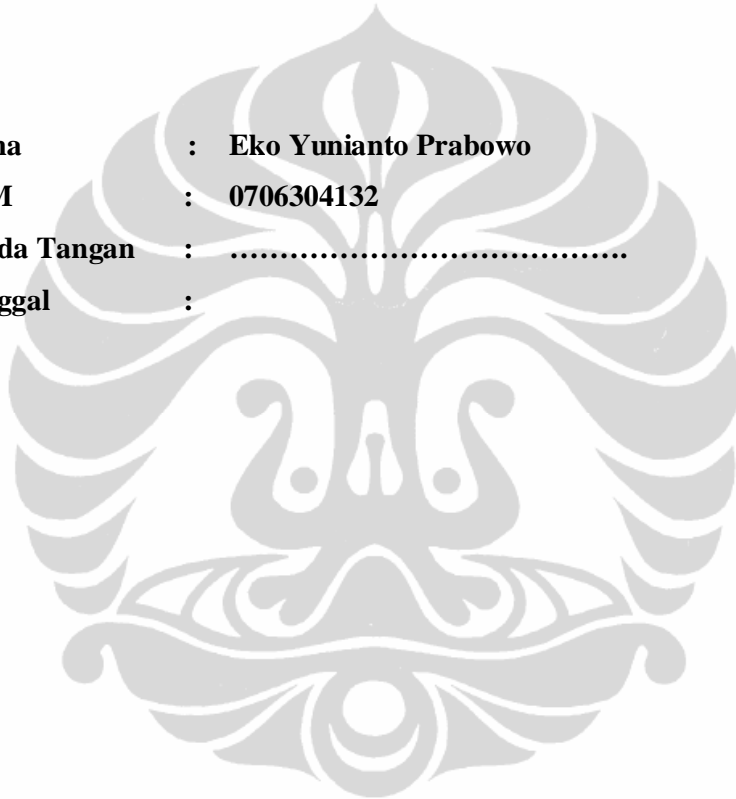 na : Eko Yunianto Prabowo
M : 0706304132
da Tangan : …………………………………..
ggal :